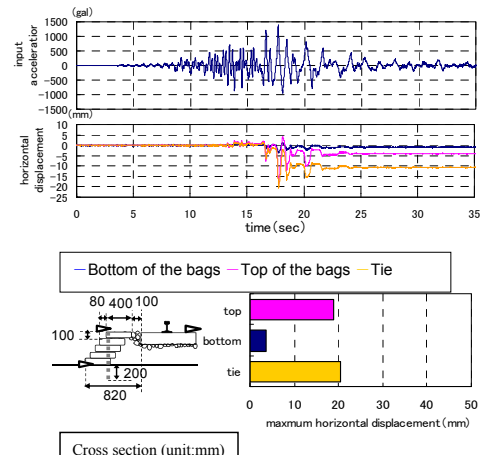 (gal)
1500
1000
500
0
-500
-1000
-1500
input
acceleratior
(mm)
10
5
0
-5
-10
-15
-20
-25
horizontal
displacement
0 5 10 15 20 25 30 35
time(sec)
—Bottom of the bags —Top of the bags —Tie
80 400 100
100
200
820
top
bottom
tie
0 10 20 30 40 50
maxmum horizontal displacement(mm)
Cross section (unit:mm)